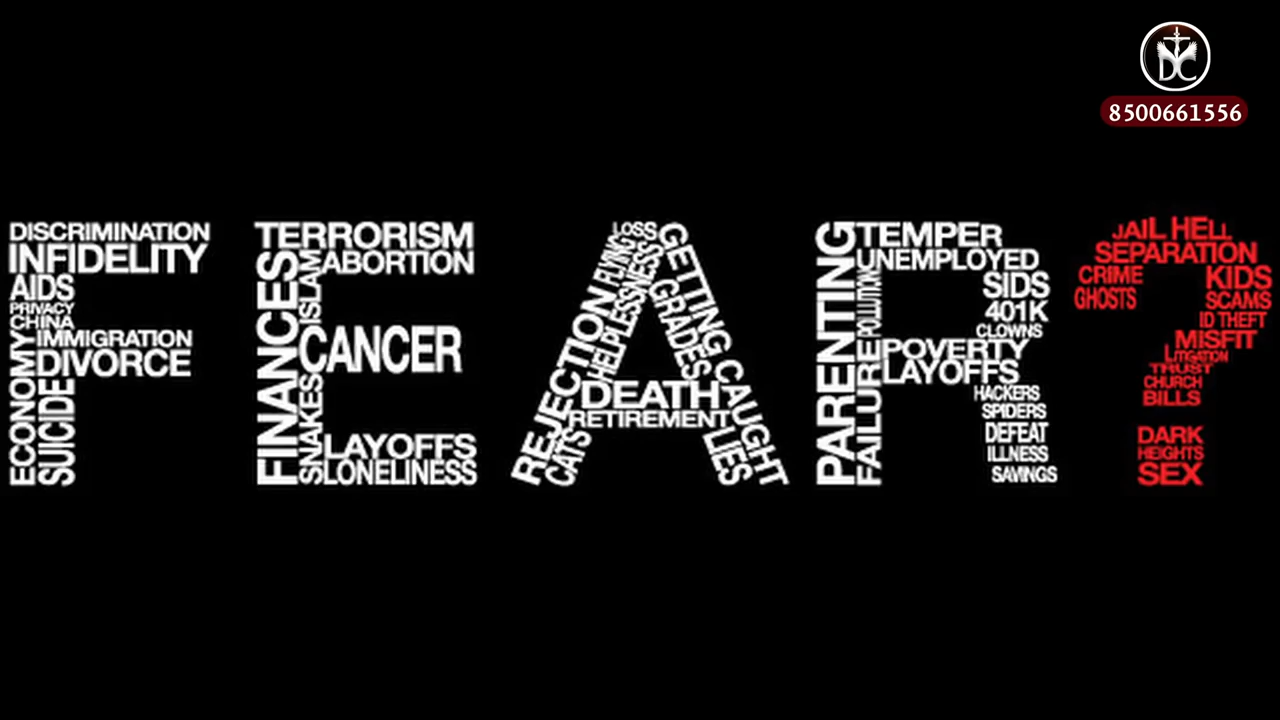 DC
8500661556
DISCRIMINATION
INFIDELITY
AIDS
PRIVACY
CHINA
IMMIGRATION
DIVORCE
ECONOMY
SUICIDE
TERRORISM
ABORTION
FINANCES
ISLAM
CANCER
SNAKES
LAYOFFS
LONELINESS
LOSS
FLYING
GETTING CAUGHT
HELPLESSNESS
GRADES
REJECTION
CATS
DEATH
RETIREMENT
LIES
PARENTING
TEMPER
UNEMPLOYED
POLLUTION
SIDS
401K
CLOWNS
POVERTY
LAYOFFS
FAILURE
HACKERS
SPIDERS
DEFEAT
ILLNESS
SAVINGS
JAIL HELL
SEPARATION
CRIME
KIDS
GHOSTS
SCAMS
ID THEFT
MISFIT
LITIGATION
TRUST
CHURCH
BILLS
DARK
HEIGHTS
SEX